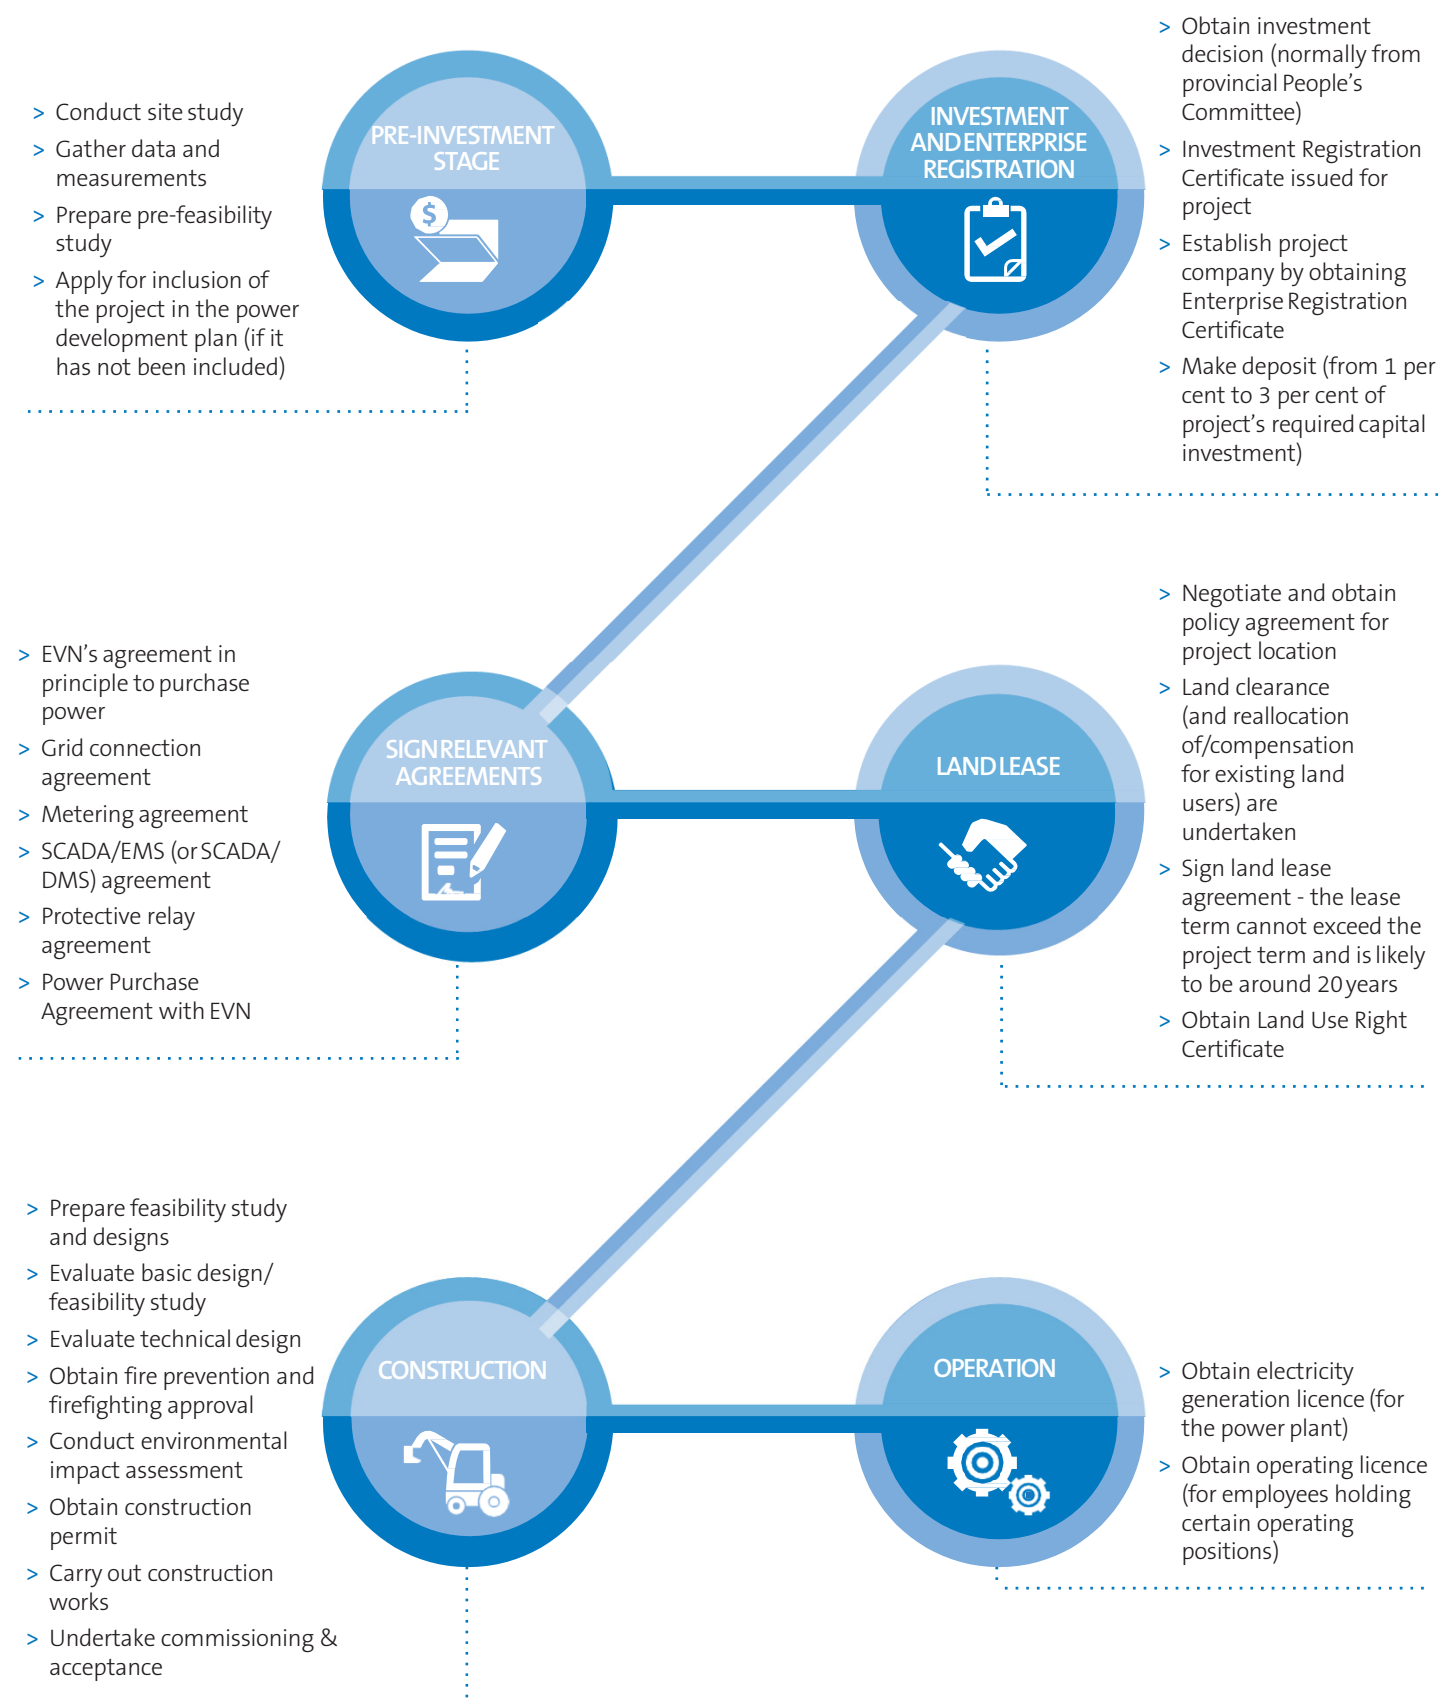 > Conduct site study
> Gather data and
measurements
> Prepare pre-feasibility
study
> Apply for inclusion of
the project in the power
development plan (if it
has not been included)
PRE-INVESTMENT
STAGE
$
INVESTMENT
AND ENTERPRISE
REGISTRATION
> Obtain investment
decision (normally from
provincial People’s
Committee)
> Investment Registration
Certificate issued for
project
> Establish project
company by obtaining
Enterprise Registration
Certificate
> Make deposit (from 1 per
cent to 3 per cent of
project’s required capital
investment)
> EVN’s agreement in
principle to purchase
power
> Grid connection
agreement
> Metering agreement
> SCADA/EMS (or SCADA/
DMS) agreement
> Protective relay
agreement
> Power Purchase
Agreement with EVN
SIGN RELEVANT
AGREEMENTS
LAND LEASE
> Negotiate and obtain
policy agreement for
project location
> Land clearance
(and reallocation
of/compensation
for existing land
users) are
undertaken
> Sign land lease
agreement - the lease
term cannot exceed the
project term and is likely
to be around 20 years
> Obtain Land Use Right
Certificate
> Prepare feasibility study
and designs
> Evaluate basic design/
feasibility study
> Evaluate technical design
> Obtain fire prevention and
firefighting approval
> Conduct environmental
impact assessment
> Obtain construction
permit
> Carry out construction
works
> Undertake commissioning &
acceptance
CONSTRUCTION
OPERATION
> Obtain electricity
generation licence (for
the power plant)
> Obtain operating licence
(for employees holding
certain operating
positions)